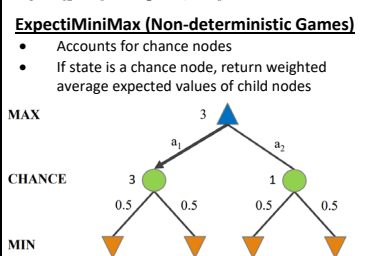 ExpectiMiniMax (Non-deterministic Games)
• Accounts for chance nodes
• If state is a chance node, return weighted
average expected values of child nodes
MAX 3
a1 a2
CHANCE 3 1
0.5 0.5 0.5 0.5
MIN